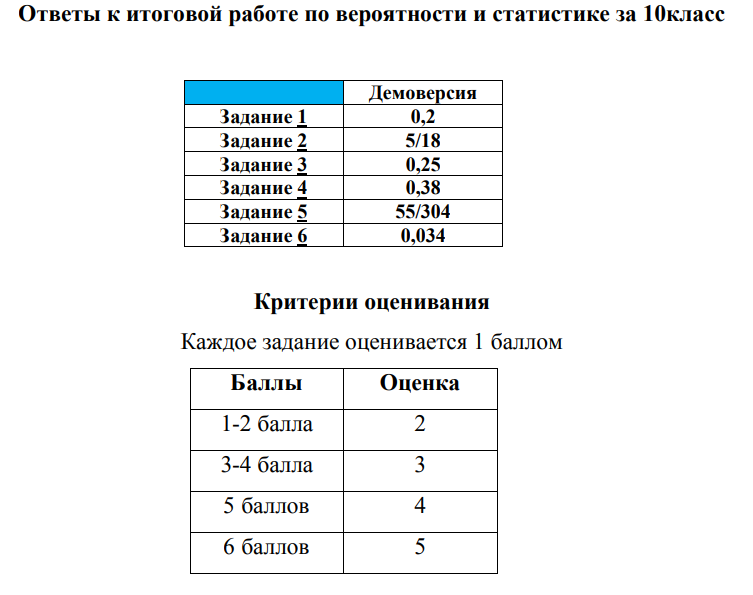 Ответы к итоговой работе по вероятности и статистике за 10класс
Демоверсия
Задание 1 0,2
Задание 2 5/18
Задание 3 0,25
Задание 4 0,38
Задание 5 55/304
Задание 6 0,034
Критерии оценивания
Каждое задание оценивается 1 баллом
Баллы Оценка
1-2 балла 2
3-4 балла 3
5 баллов 4
6 баллов 5